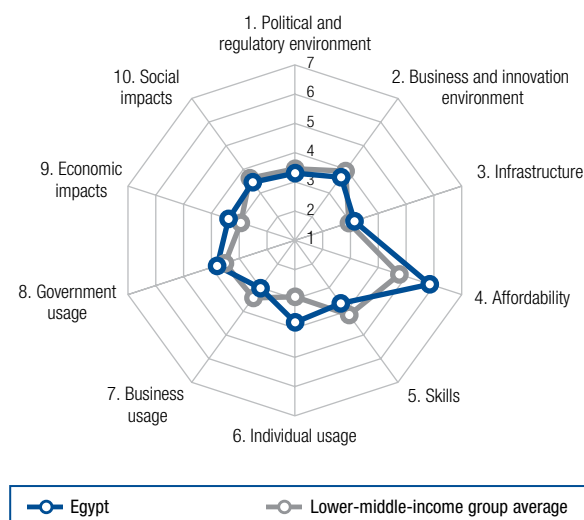 1. Political and
regulatory environment
10. Social
impacts
2. Business and innovation
environment
9. Economic
impacts
3. Infrastructure
8. Government
usage
4. Affordability
7. Business
usage
5. Skills
6. Individual usage
7
6
5
4
3
2
1
Egypt
Lower-middle-income group average